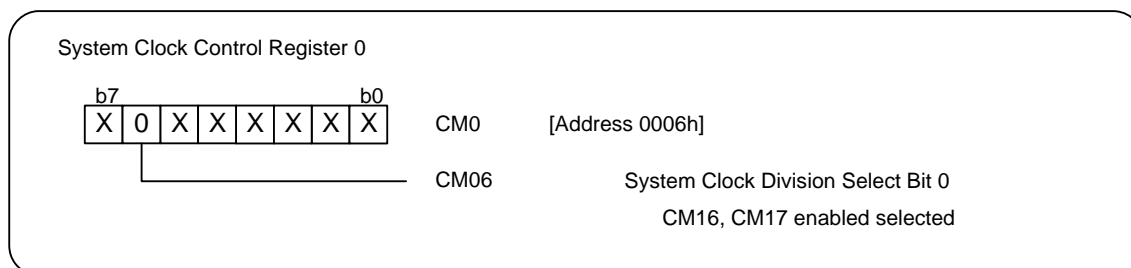 System Clock Control Register 0
b7 b0
X 0 X X X X X X CM0 [Address 0006h]
CM06 System Clock Division Select Bit 0
CM16, CM17 enabled selected